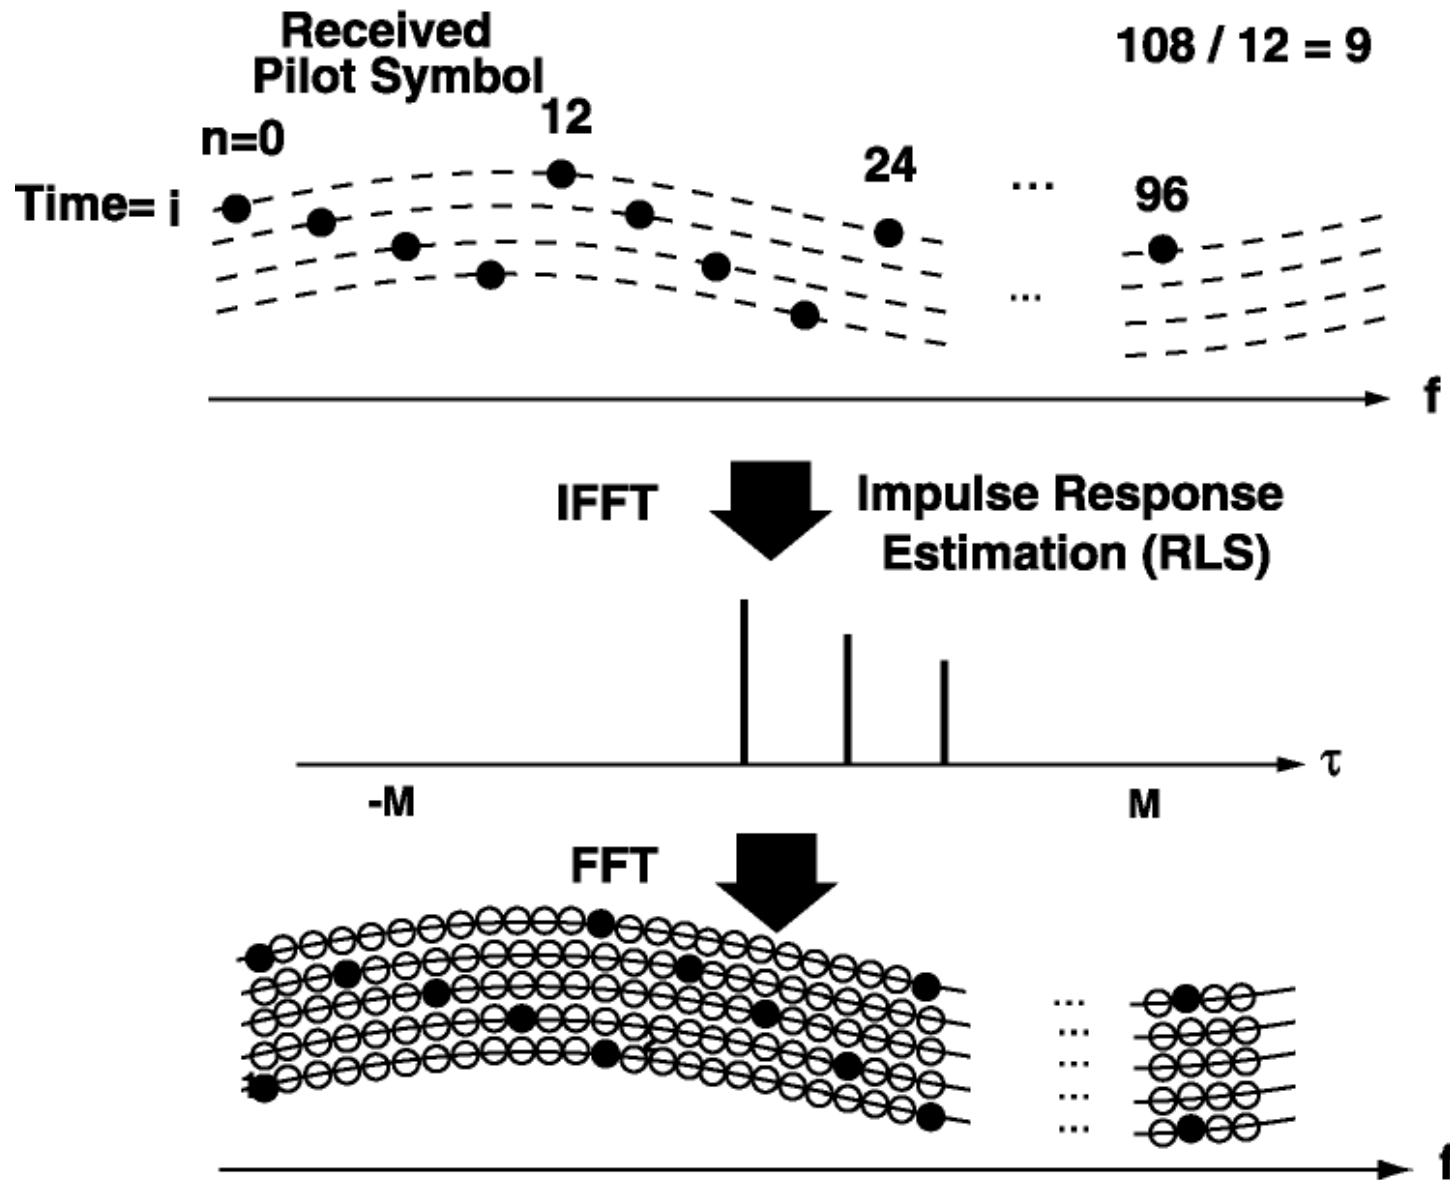 Received
Pilot Symbol
108 / 12 = 9
n=0
12
24
...
96
Time= i
...
f
IFFT
Impulse Response
Estimation (RLS)
τ
-M
M
FFT
...
...
...
...
...
f